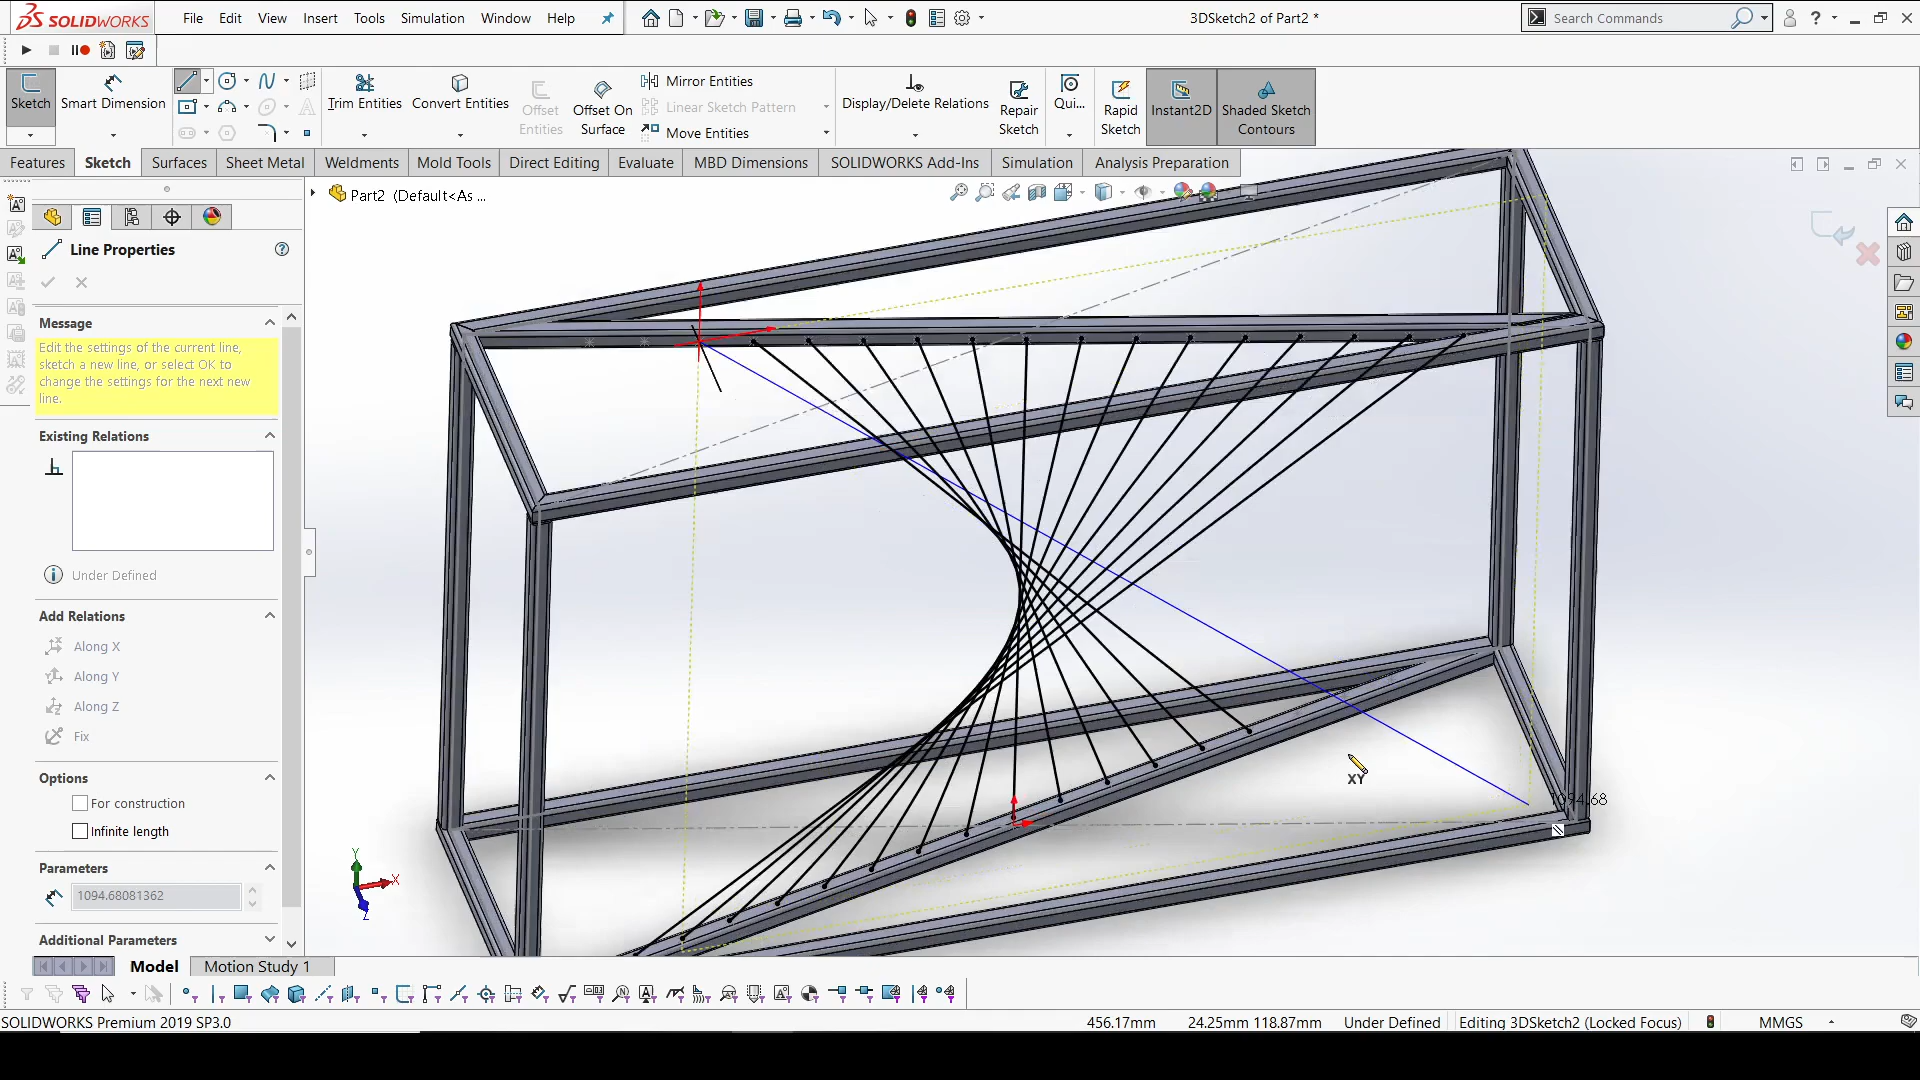 SOLIDWORKS
File Edit View Insert Tools Simulation Window Help
3DSketch2 of Part2 *
Search Commands
Sketch
Smart Dimension
Trim Entities
Convert Entities
Offset Entities
Offset On Surface
Mirror Entities
Linear Sketch Pattern
Move Entities
Display/Delete Relations
Repair Sketch
Qui...
Rapid Sketch
Instant2D
Shaded Sketch Contours
Features Sketch Surfaces Sheet Metal Weldments Mold Tools Direct Editing Evaluate MBD Dimensions SOLIDWORKS Add-Ins Simulation Analysis Preparation
Part2 (Default<As ...
Line Properties
Message
Edit the settings of the current line,
sketch a new line, or select OK to
change the settings for the next new
line.
Existing Relations
Under Defined
Add Relations
Along X
Along Y
Along Z
Fix
Options
For construction
Infinite length
Parameters
1094.68081362
Additional Parameters
XY
1094.68
Y
X
Z
Model Motion Study 1
SOLIDWORKS Premium 2019 SP3.0
456.17mm 24.25mm 118.87mm Under Defined Editing 3DSketch2 (Locked Focus) MMGS